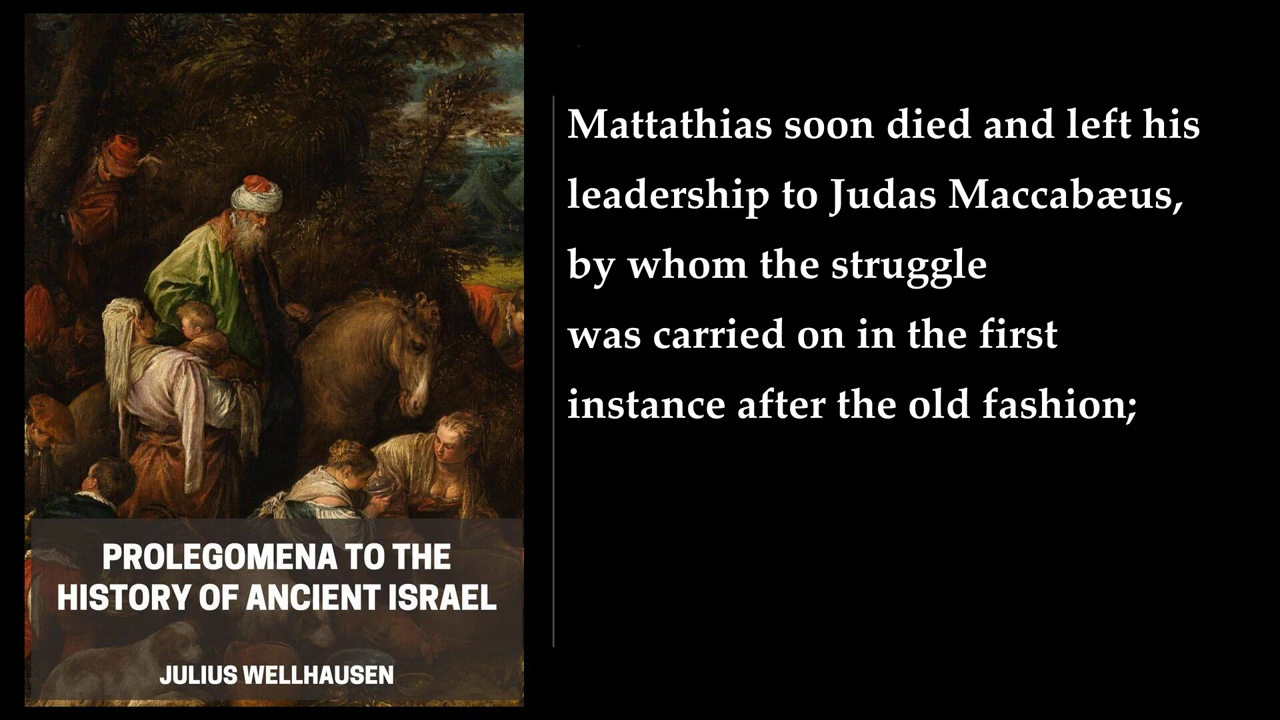 Mattathias soon died and left his
leadership to Judas Maccabæus,
by whom the struggle
was carried on in the first
instance after the old fashion;
PROLEGOMENA TO THE
HISTORY OF ANCIENT ISRAEL
JULIUS WELLHAUSEN